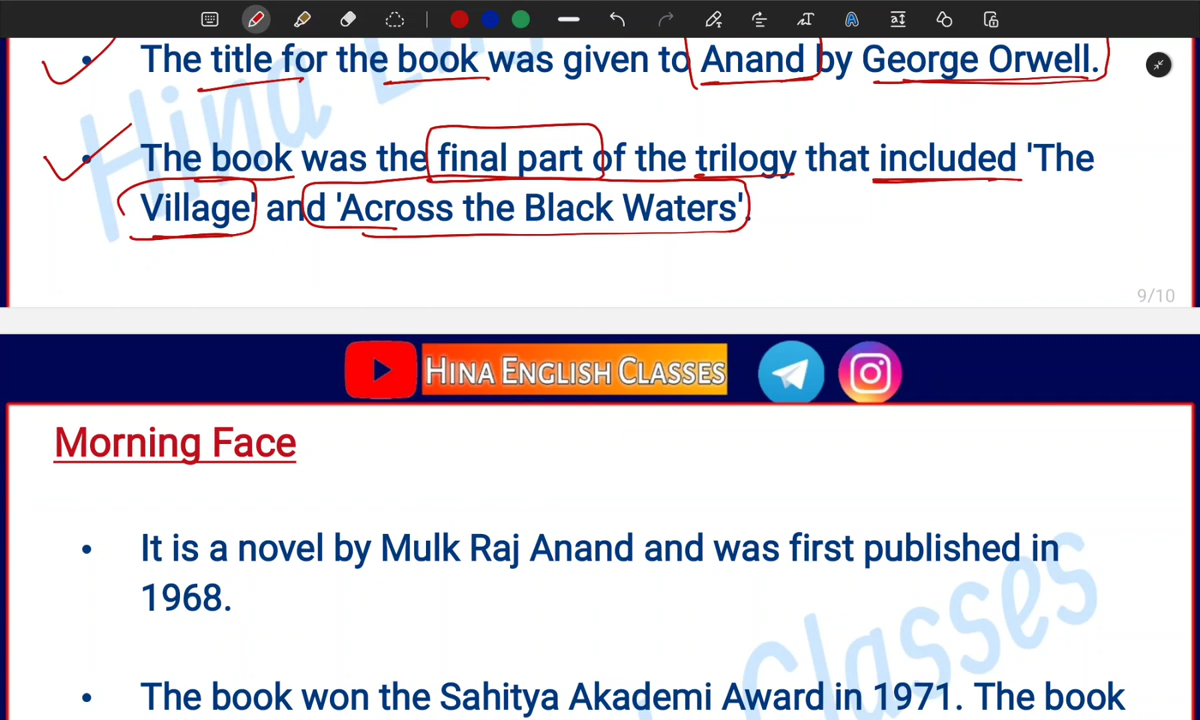 The title for the book was given to Anand by George Orwell.
The book was the final part of the trilogy that included 'The
Village' and 'Across the Black Waters'.
9/10
HINA ENGLISH CLASSES
Morning Face
It is a novel by Mulk Raj Anand and was first published in
1968.
The book won the Sahitya Akademi Award in 1971. The book
Hina
Classes